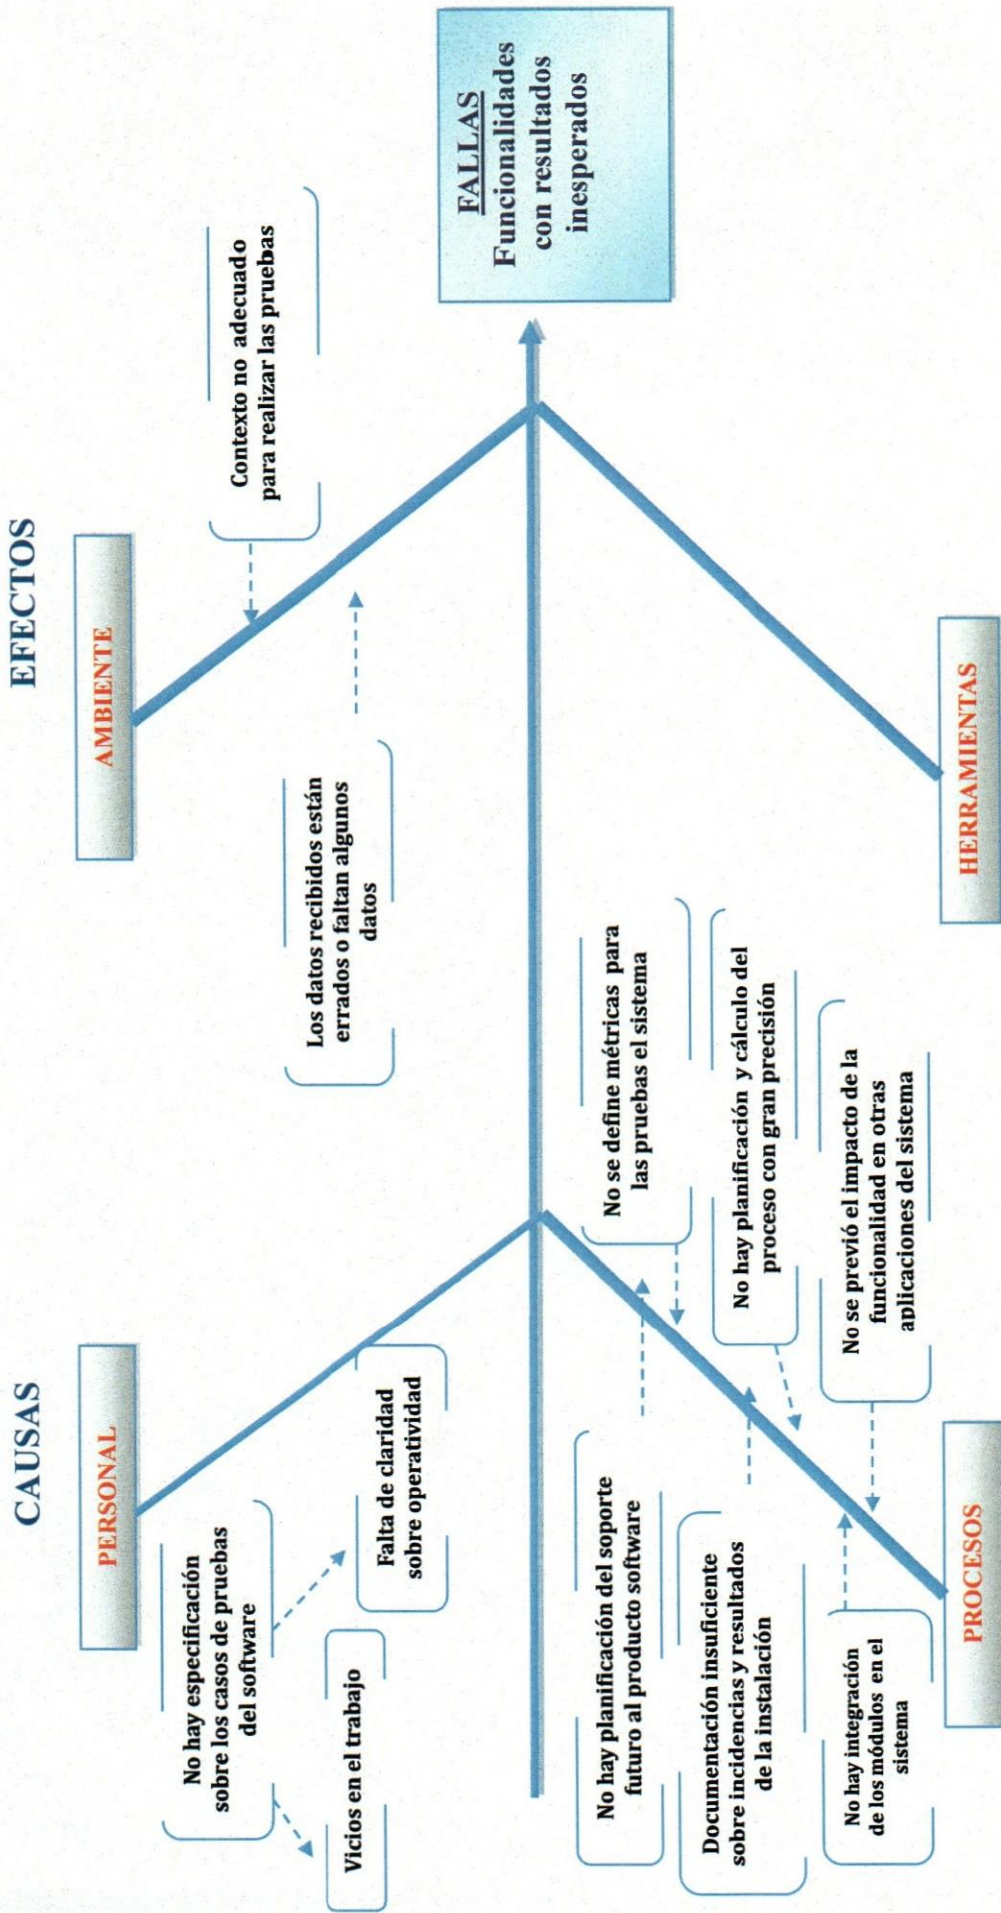 CAUSAS
EFECTOS
PERSONAL
No hay especificación
sobre los casos de pruebas
del software
Vicios en el trabajo
Falta de claridad
sobre operatividad
AMBIENTE
Contexto no adecuado
para realizar las pruebas
Los datos recibidos están
errados o faltan algunos
datos
FALLAS
Funcionalidades
con resultados
inesperados
No hay planificación del soporte
futuro al producto software
Documentación insuficiente
sobre incidencias y resultados
de la instalación
No hay integración
de los módulos en el
sistema
No se define métricas para
las pruebas el sistema
No hay planificación y cálculo del
proceso con gran precisión
No se previó el impacto de la
funcionalidad en otras
aplicaciones del sistema
PROCESOS
HERRAMIENTAS